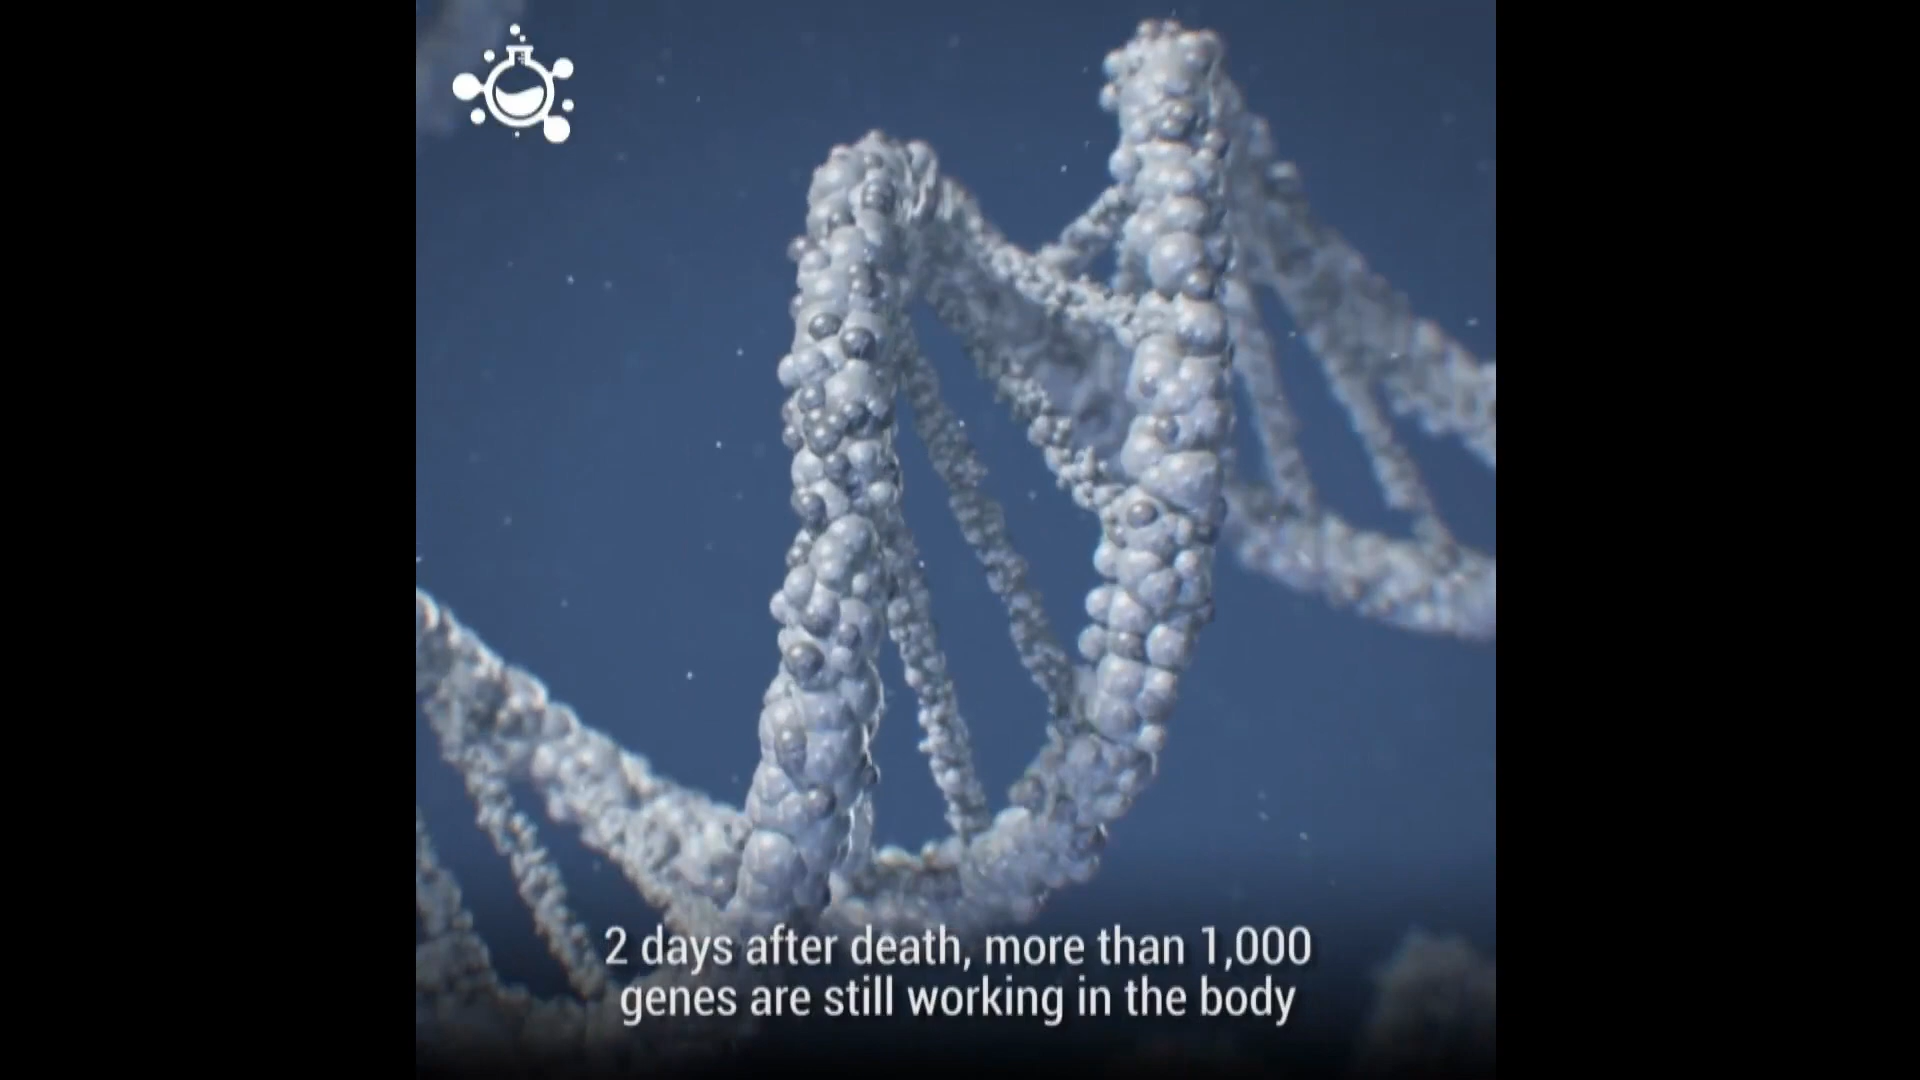 2 days after death, more than 1,000
genes are still working in the body